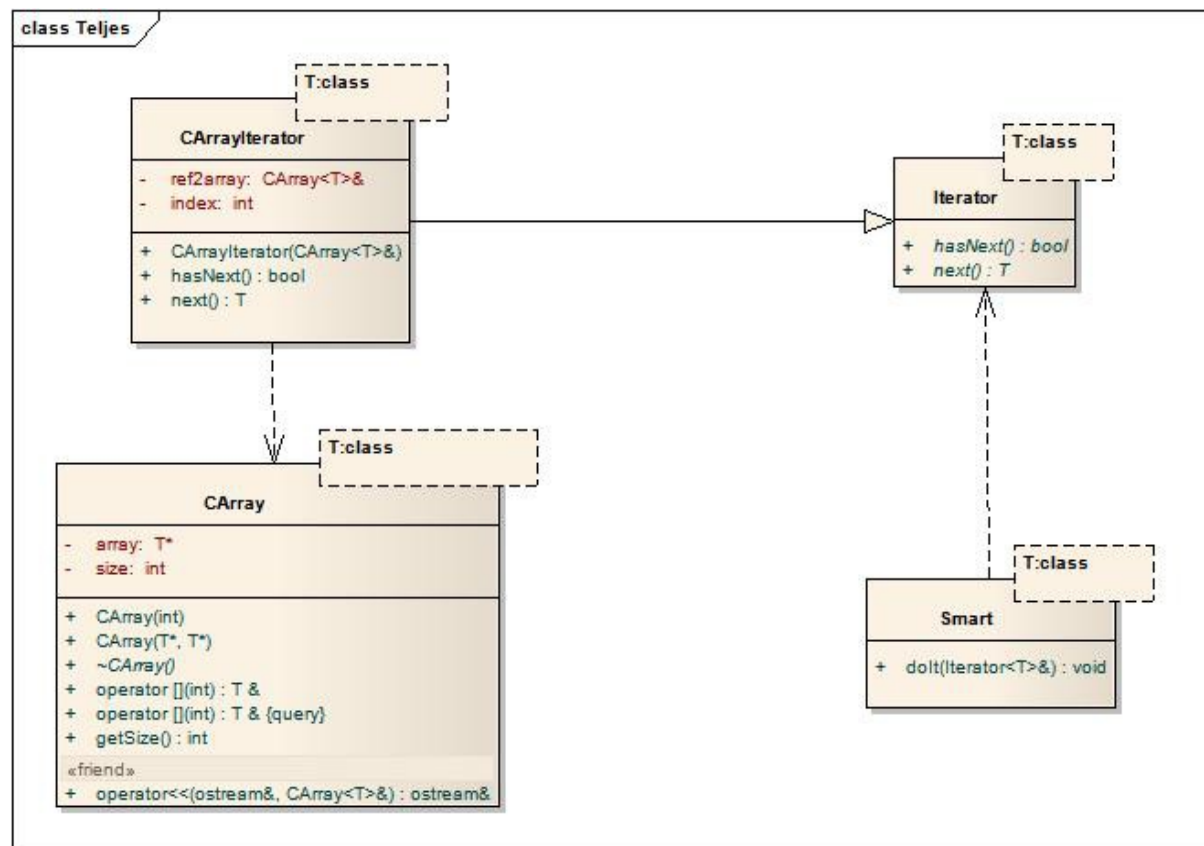 class Teljes
T:class
CArrayIterator
- ref2array: CArray<T>&
- index: int
+ CArrayIterator(CArray<T>&)
+ hasNext() : bool
+ next() : T
T:class
Iterator
+ hasNext() : bool
+ next() : T
T:class
CArray
- array: T*
- size: int
+ CArray(int)
+ CArray(T*, T*)
+ ~CArray()
+ operator [](int) : T &
+ operator [](int) : T & {query}
+ getSize() : int
«friend»
+ operator<<(ostream&, CArray<T>&) : ostream&
T:class
Smart
+ doIt(Iterator<T>&) : void